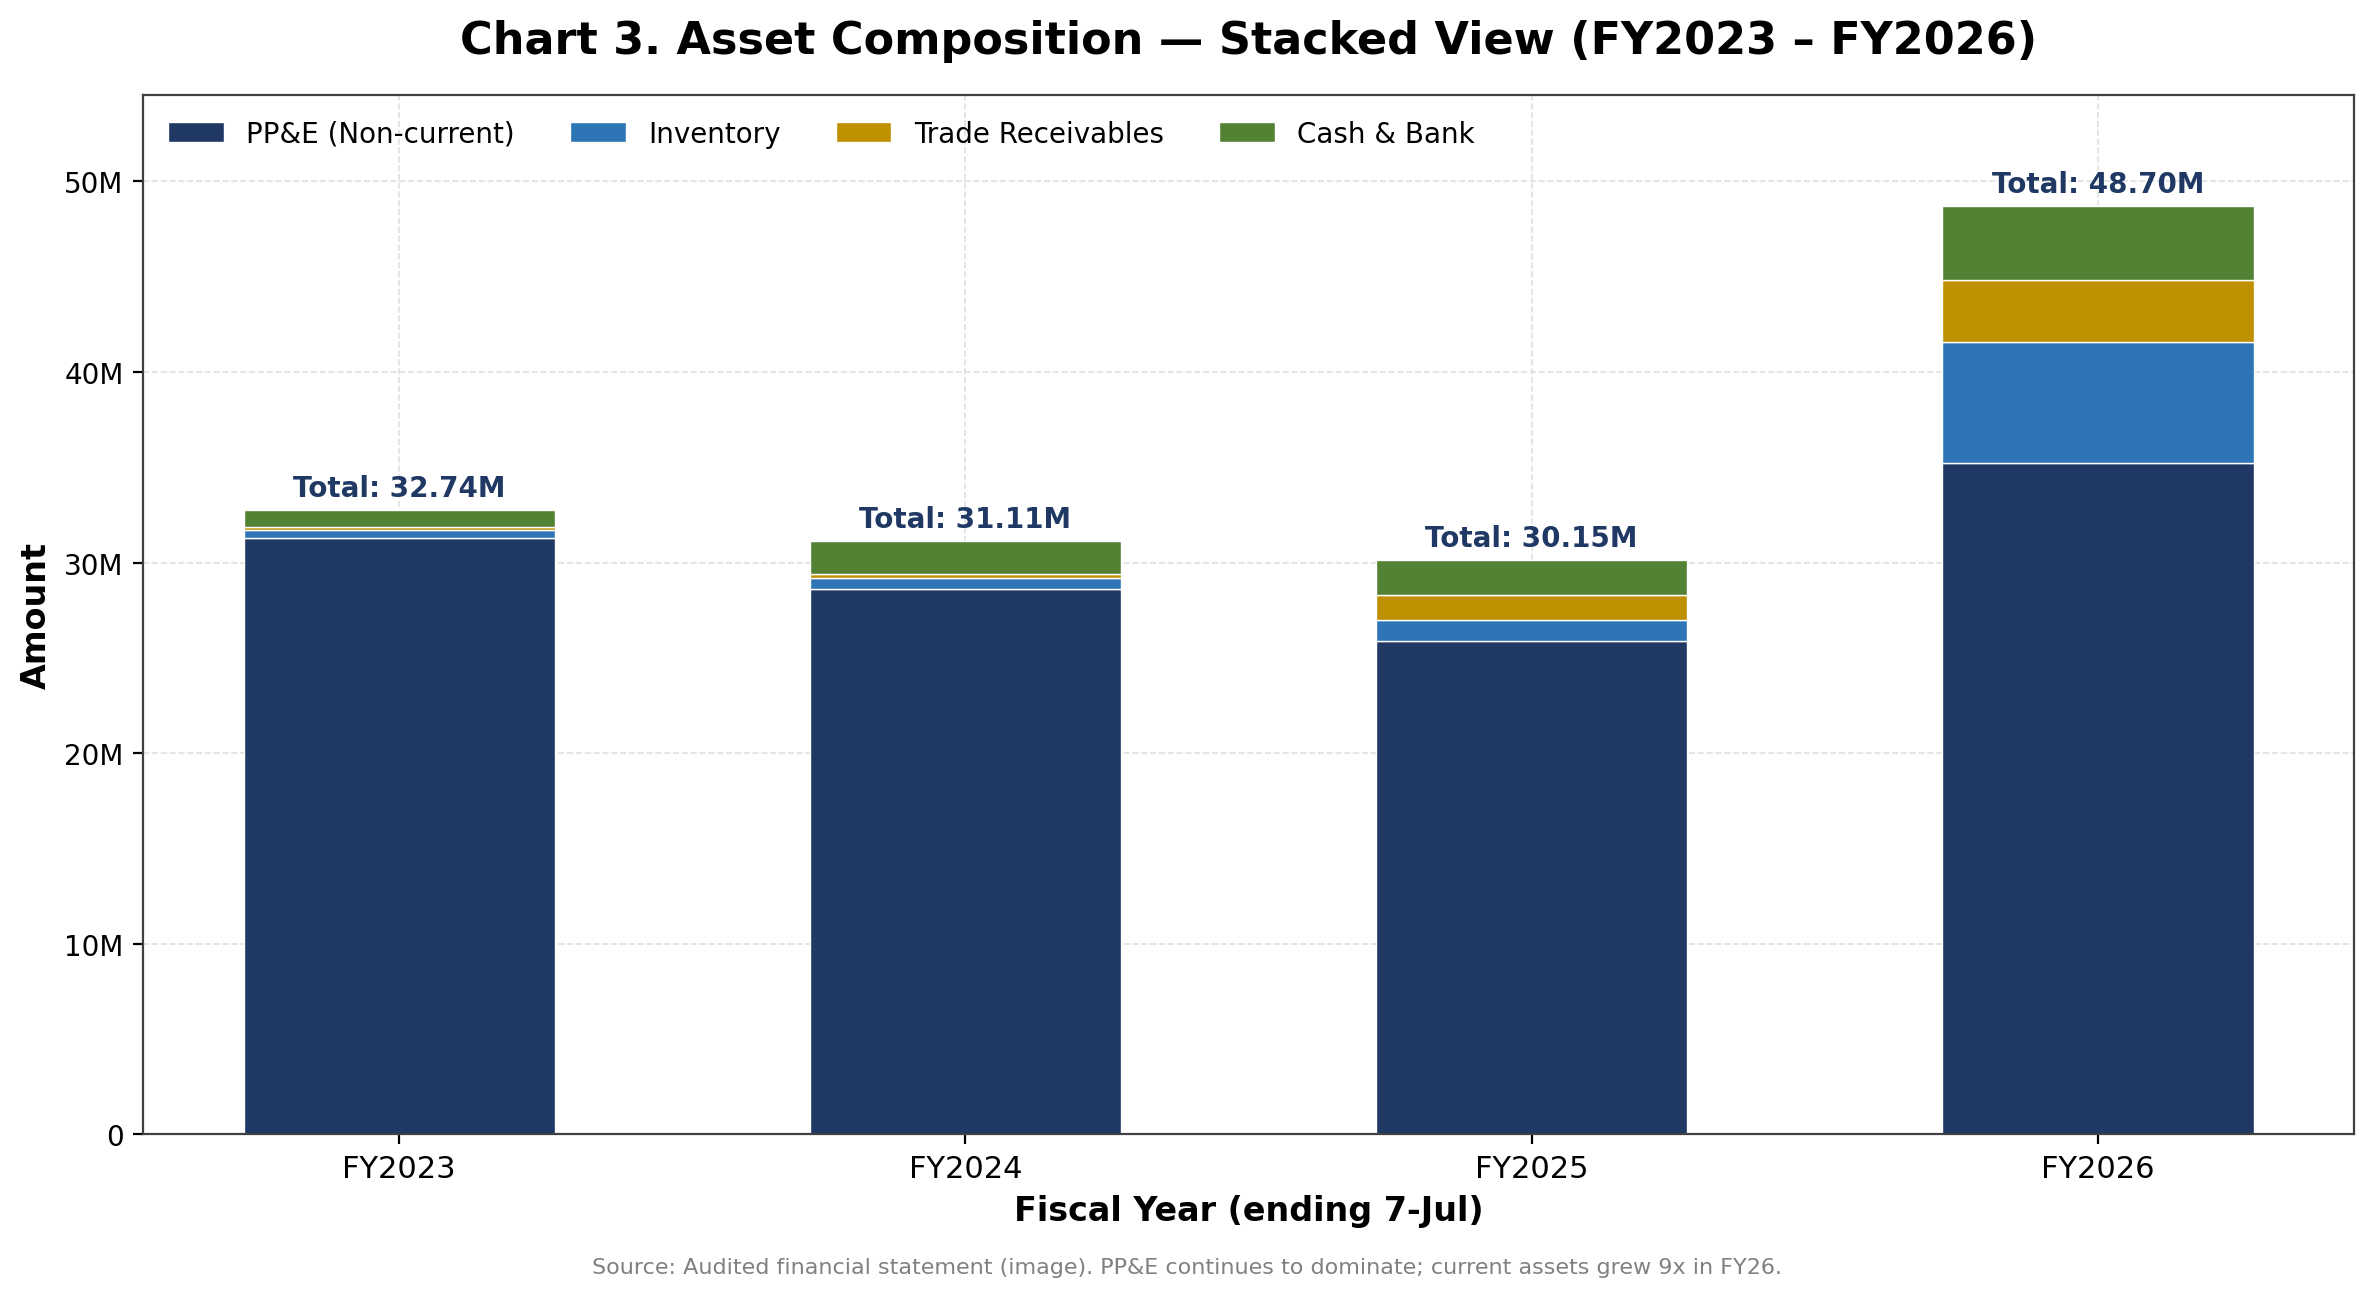 Chart 3. Asset Composition — Stacked View (FY2023 – FY2026)
PP&E (Non-current) Inventory Trade Receivables Cash & Bank
50M
40M
30M
20M
10M
0
Amount
Total: 32.74M
Total: 31.11M
Total: 30.15M
Total: 48.70M
FY2023 FY2024 FY2025 FY2026
Fiscal Year (ending 7-Jul)
Source: Audited financial statement (image). PP&E continues to dominate; current assets grew 9x in FY26.